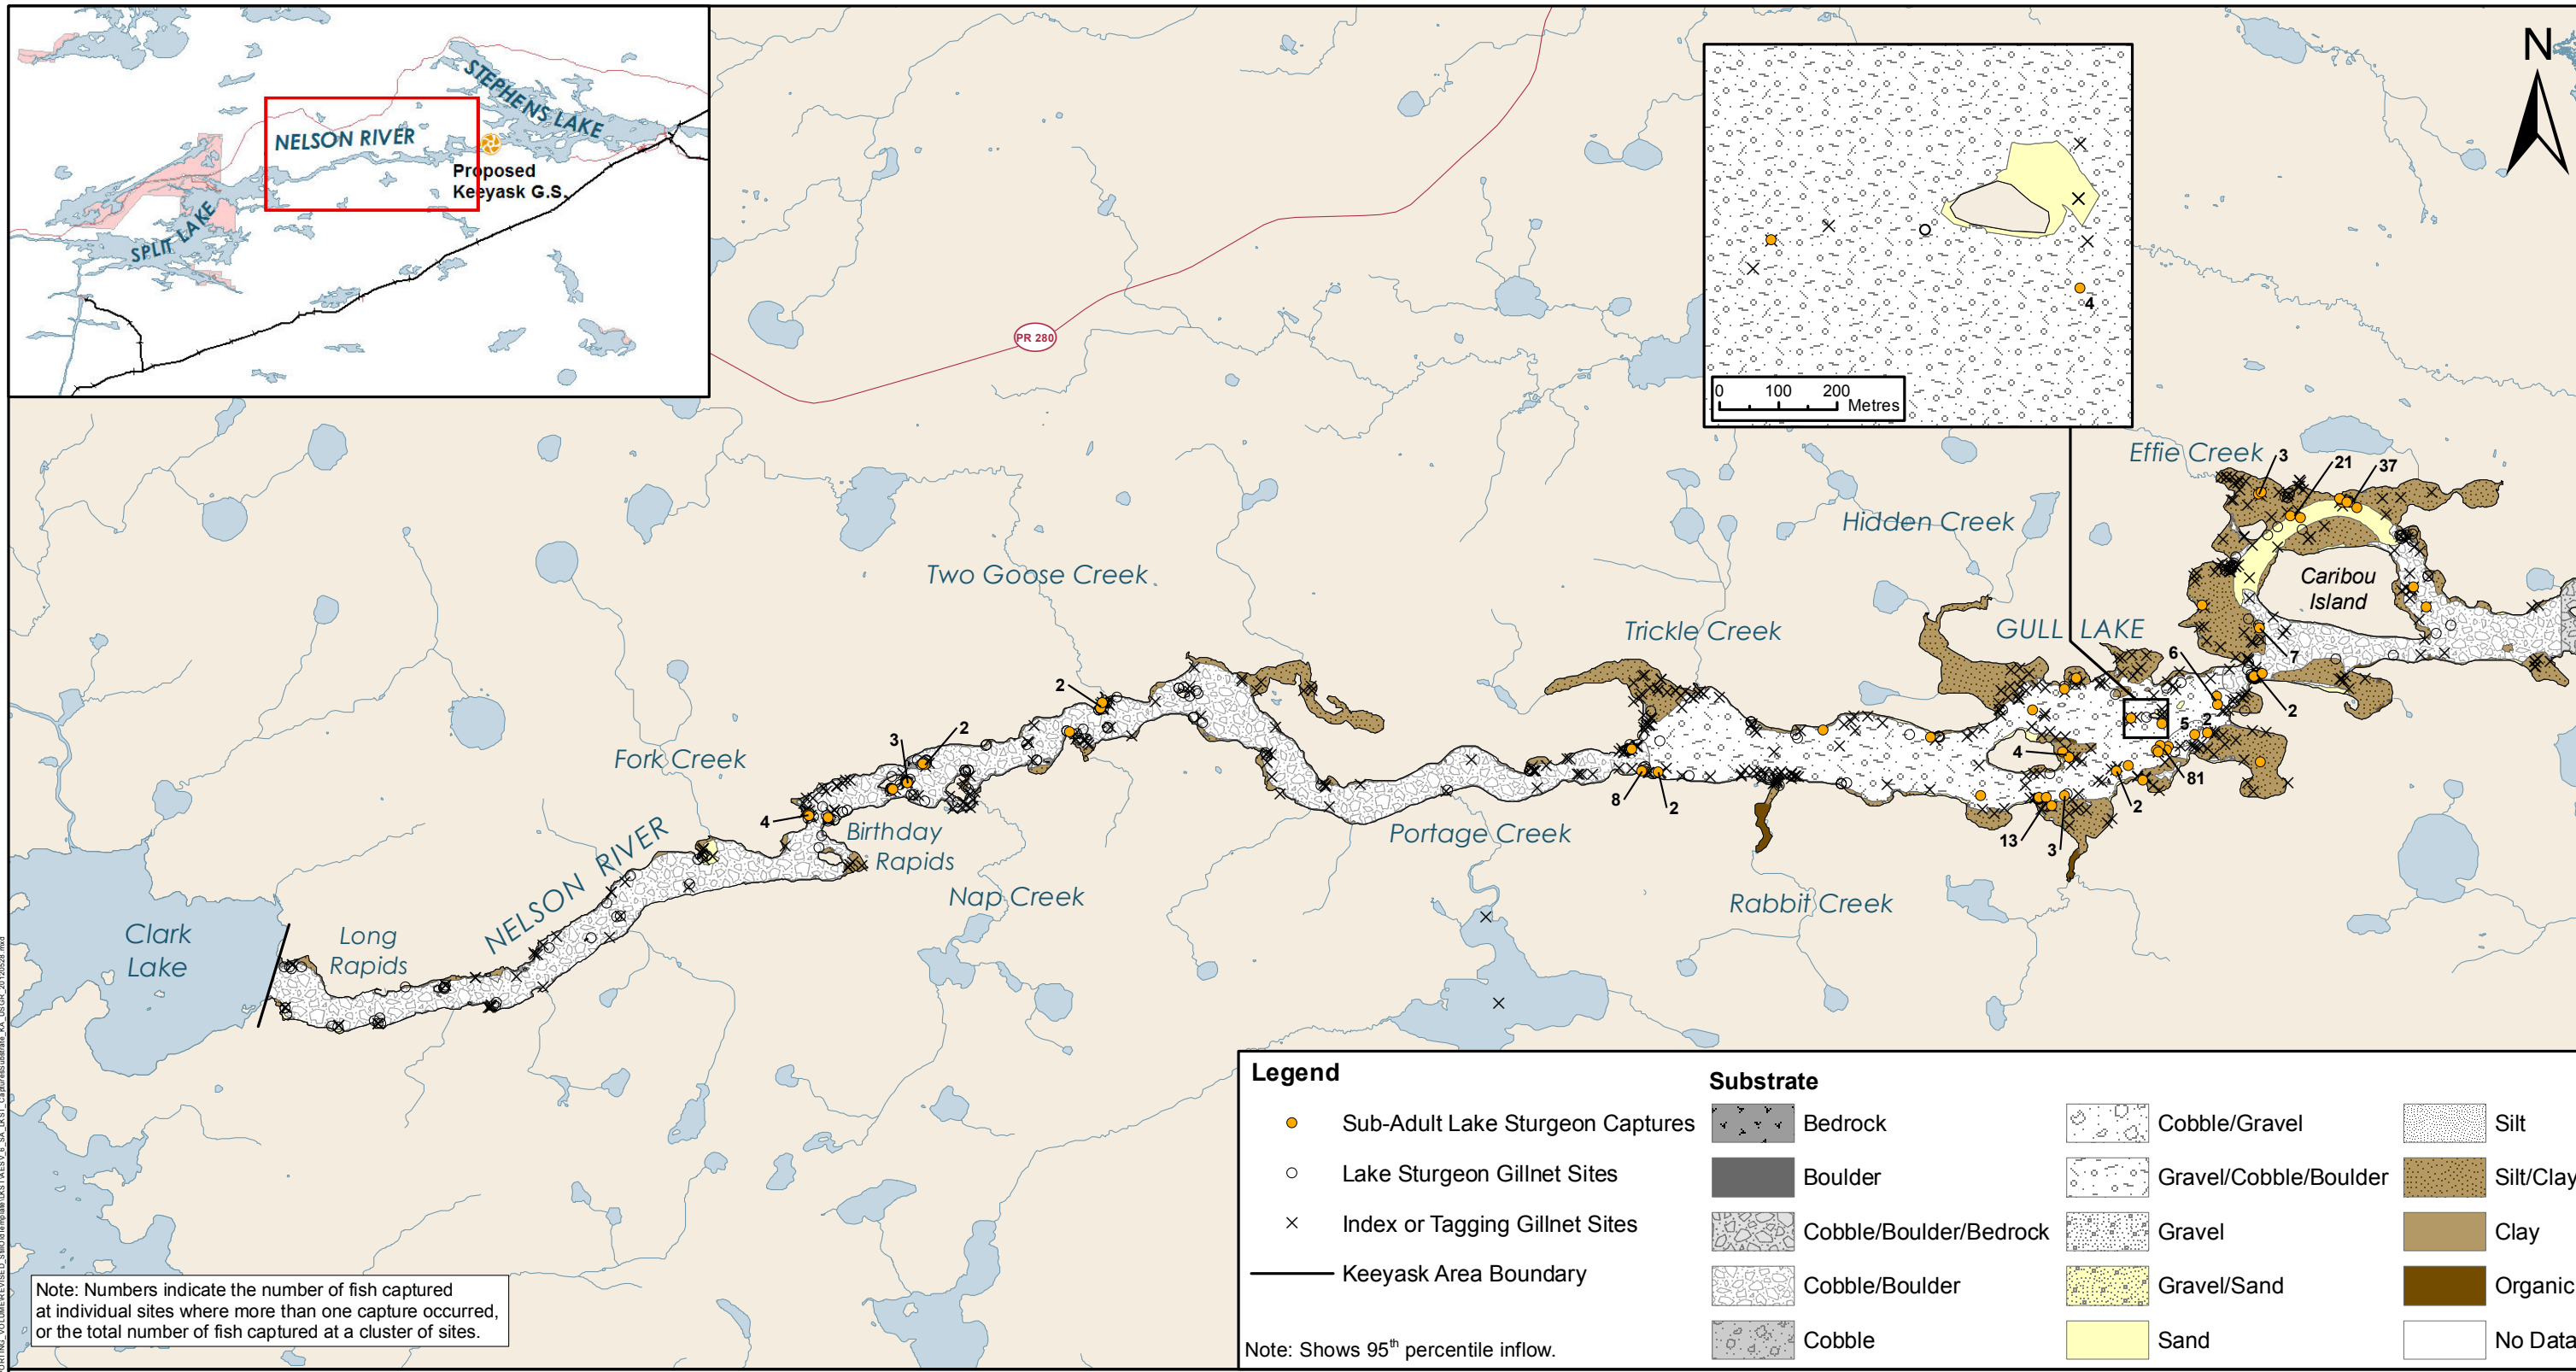 STEPHENS LAKE
NELSON RIVER
Proposed
Keeyask G.S.
SPLIT LAKE
PR 280
4
0 100 200
Metres
N
Effie Creek
3
21
37
Hidden Creek
Caribou
Island
Two Goose Creek
Trickle Creek
GULL LAKE
6
7
2
2
5
2
3
2
4
81
Fork Creek
8
2
2
4
Birthday
Rapids
Portage Creek
13
3
NELSON RIVER
Nap Creek
Rabbit Creek
Clark
Lake
Long
Rapids
Legend
Sub-Adult Lake Sturgeon Captures
Lake Sturgeon Gillnet Sites
Index or Tagging Gillnet Sites
Keeyask Area Boundary
Note: Shows 95th percentile inflow.
Substrate
Bedrock
Boulder
Cobble/Boulder/Bedrock
Cobble/Boulder
Cobble
Cobble/Gravel
Gravel/Cobble/Boulder
Gravel
Gravel/Sand
Sand
Silt
Silt/Clay
Clay
Organic
No Data
Note: Numbers indicate the number of fish captured
at individual sites where more than one capture occurred,
or the total number of fish captured at a cluster of sites.